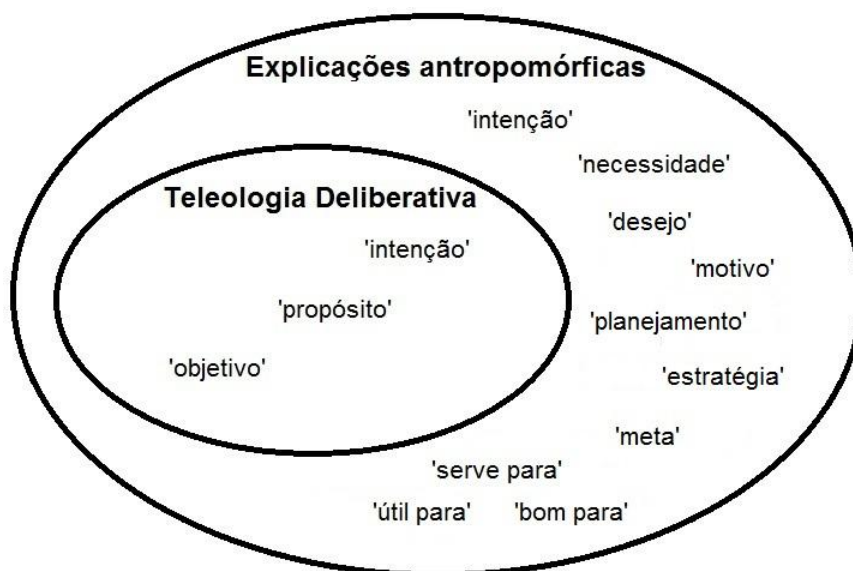 Explicações antropomórficas
'intenção'
'necessidade'
Teleologia Deliberativa
'desejo'
'intenção'
'motivo'
'propósito'
'planejamento'
'objetivo'
'estratégia'
'meta'
'serve para'
'útil para' 'bom para'